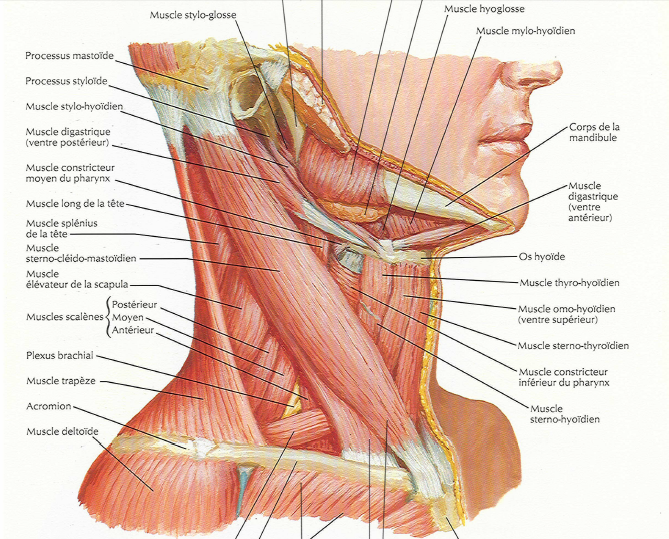 Muscle stylo-glosse
Processus mastoïde
Processus styloïde
Muscle stylo-hyoïdien
Muscle digastrique
(ventre postérieur)
Muscle constricteur
moyen du pharynx
Muscle long de la tête
Muscle splénius
de la tête
Muscle
sterno-cléido-mastoïdien
Muscle
élévateur de la scapula
Muscles scalènes
Postérieur
Moyen
Antérieur
Plexus brachial
Muscle trapèze
Acromion
Muscle deltoïde
Muscle hyoglosse
Muscle mylo-hyoïdien
Corps de la
mandibule
Muscle
digastrique
(ventre
antérieur)
Os hyoïde
Muscle thyro-hyoïdien
Muscle omo-hyoïdien
(ventre supérieur)
Muscle sterno-thyroïdien
Muscle constricteur
inférieur du pharynx
Muscle
sterno-hyoïdien